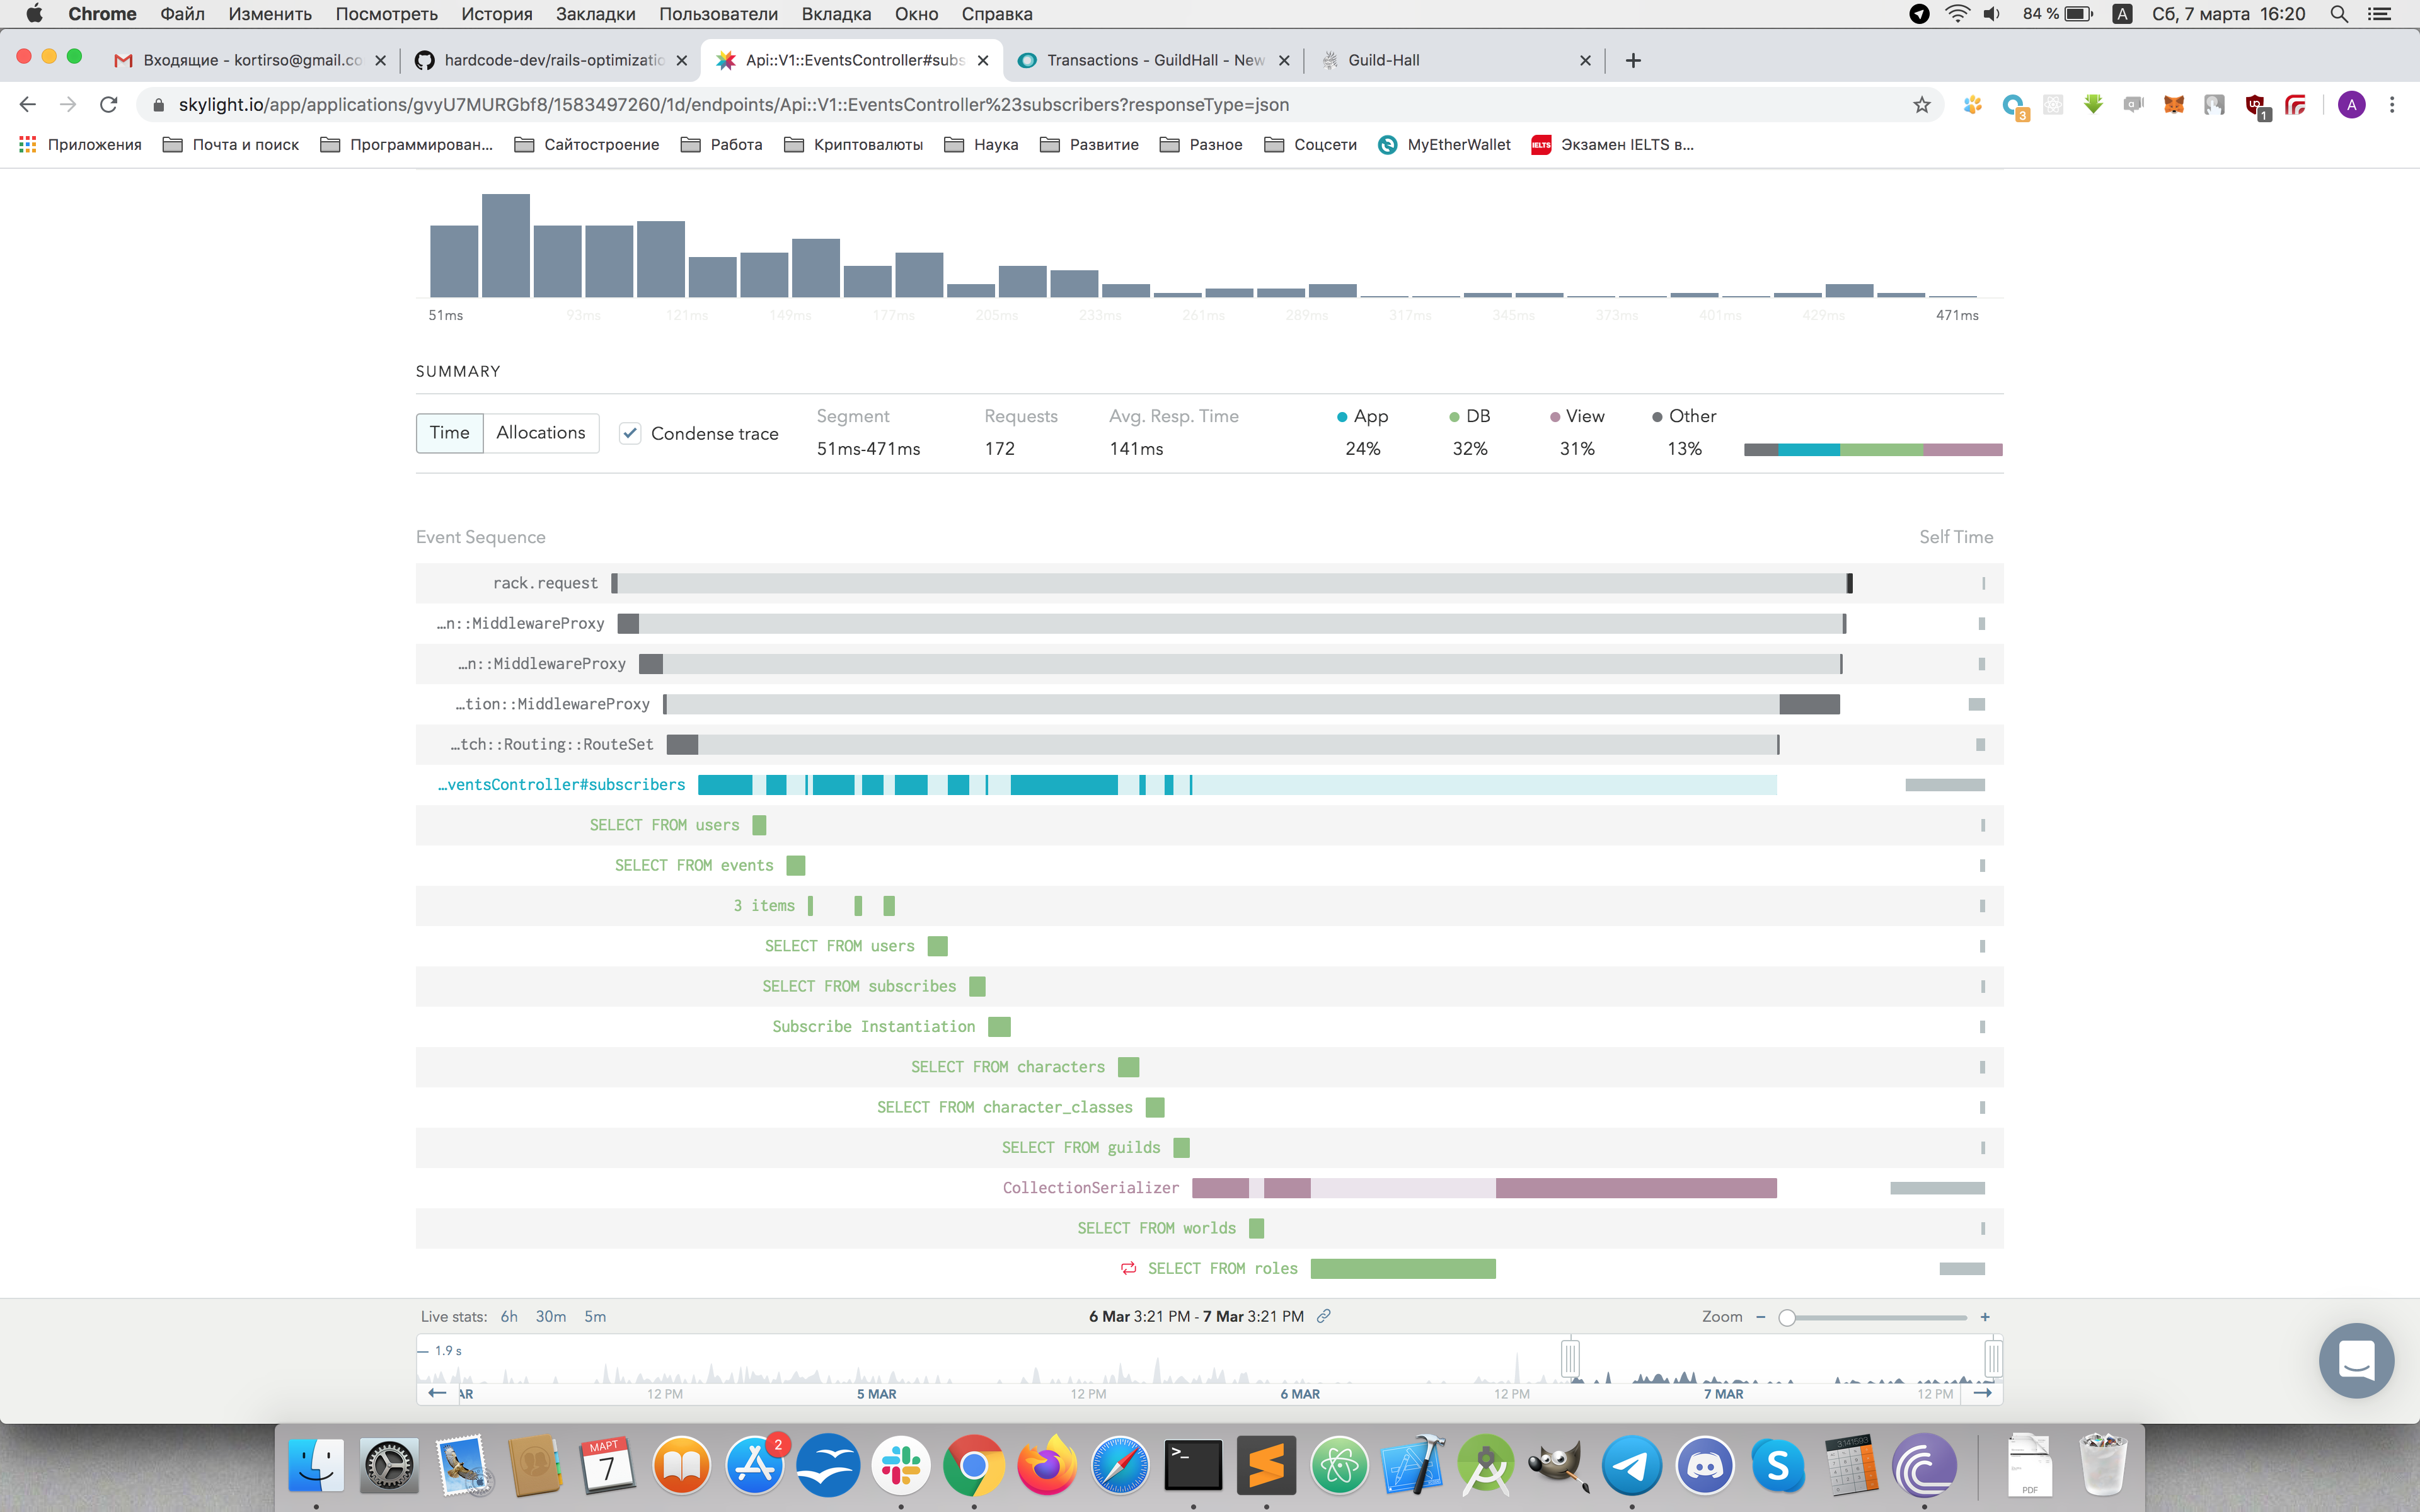 Chrome Файл Изменить Посмотреть История Закладки Пользователи Вкладка Окно Справка 84 % A Сб, 7 марта 16:20
Входящие - kortirso@gmail.co hardcode-dev/rails-optimizatio Api::V1::EventsController#subs Transactions - GuildHall - New Guild-Hall
skylight.io/app/applications/gvyU7MURGbf8/1583497260/1d/endpoints/Api::V1::EventsController%23subscribers?responseType=json 3 1 A
Приложения Почта и поиск Программирован... Сайтостроение Работа Криптовалюты Наука Развитие Разное Соцсети MyEtherWallet IELTS Экзамен IELTS в...
51ms 93ms 121ms 149ms 177ms 205ms 233ms 261ms 289ms 317ms 345ms 373ms 401ms 429ms 471ms
SUMMARY
Time Allocations Condense trace
Segment Requests Avg. Resp. Time App DB View Other
51ms-471ms 172 141ms 24% 32% 31% 13%
Event Sequence Self Time
rack.request
…n::MiddlewareProxy
…n::MiddlewareProxy
…tion::MiddlewareProxy
…tch::Routing::RouteSet
…ventsController#subscribers
SELECT FROM users
SELECT FROM events
3 items
SELECT FROM users
SELECT FROM subscribes
Subscribe Instantiation
SELECT FROM characters
SELECT FROM character_classes
SELECT FROM guilds
CollectionSerializer
SELECT FROM worlds
SELECT FROM roles
Live stats: 6h 30m 5m 6 Mar 3:21 PM - 7 Mar 3:21 PM Zoom − +
1.9 s
AR 12 PM 5 MAR 12 PM 6 MAR 12 PM 7 MAR 12 PM
МАРТ
7
2
PDF